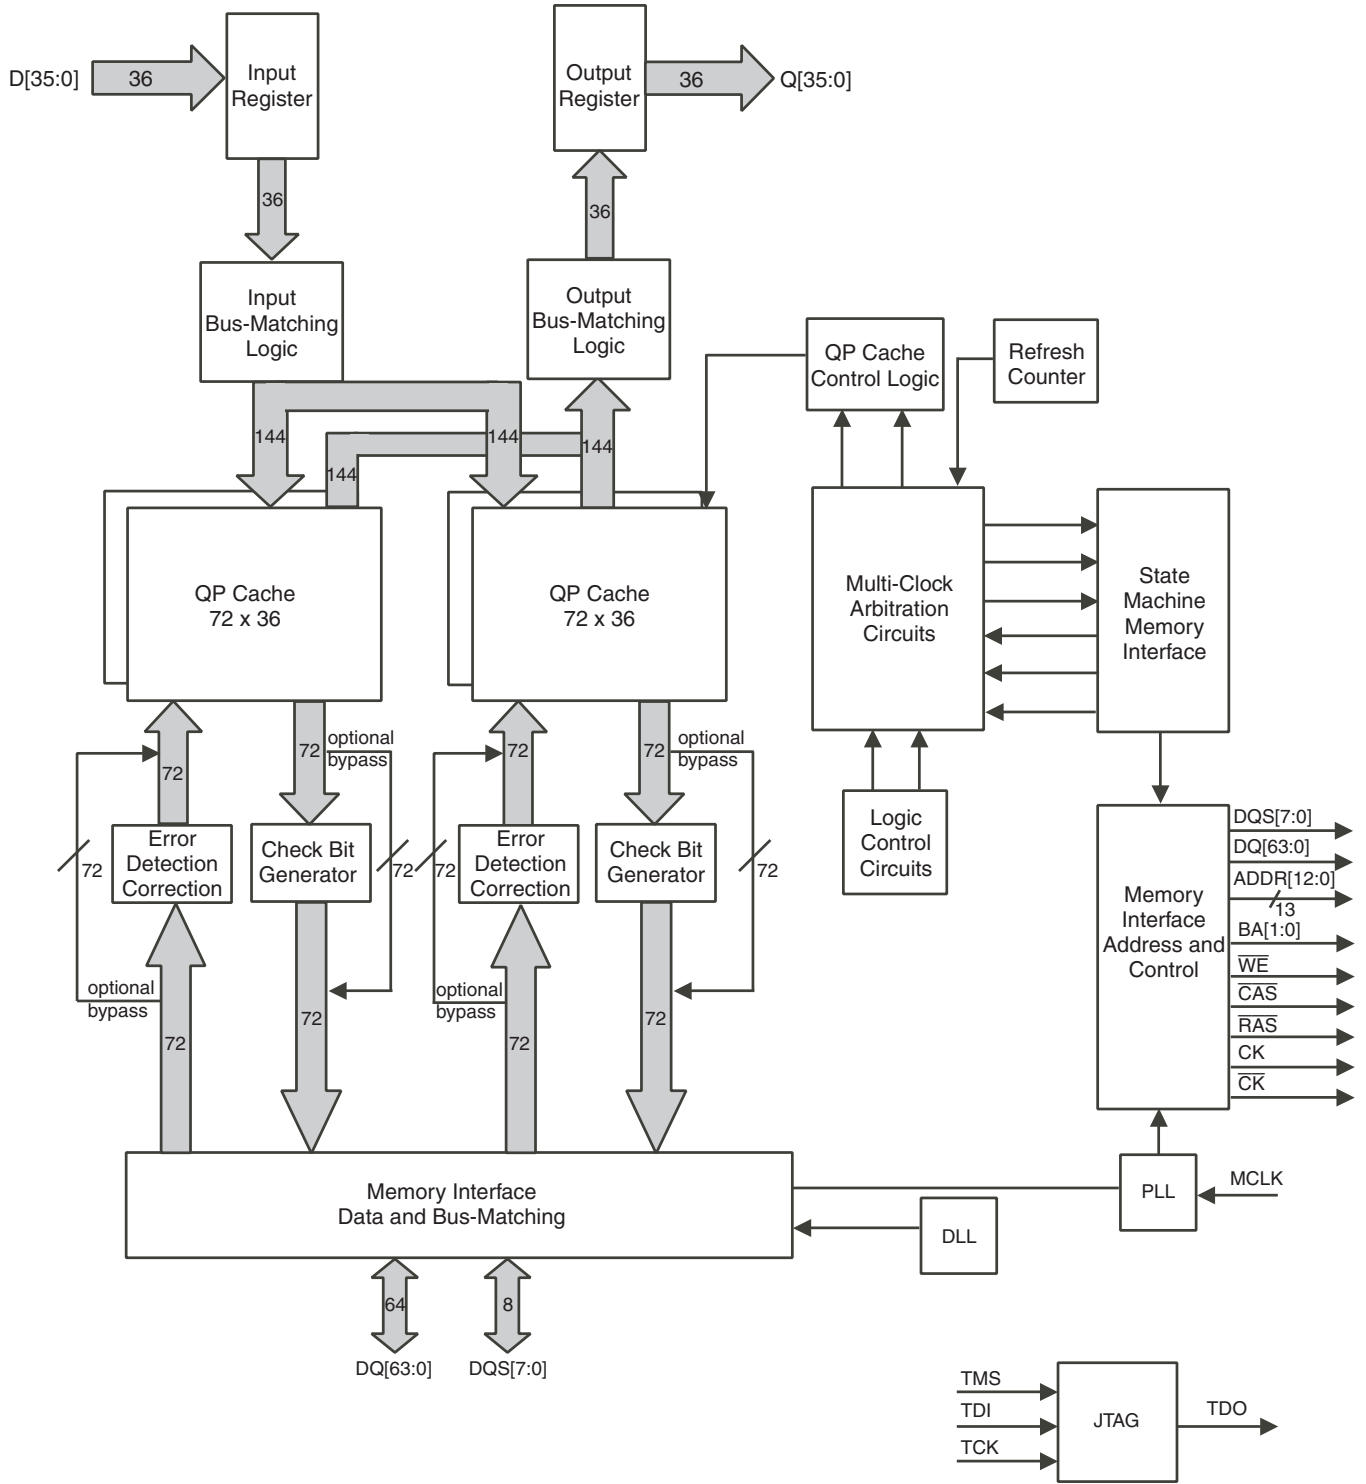 D[35:0]
36
Input
Register
Output
Register
36
Q[35:0]
36
36
Input
Bus-Matching
Logic
Output
Bus-Matching
Logic
QP Cache
Control Logic
Refresh
Counter
144
144
144
144
QP Cache
72 x 36
QP Cache
72 x 36
Multi-Clock
Arbitration
Circuits
State
Machine
Memory
Interface
72
72
optional
bypass
72
72
optional
bypass
Logic
Control
Circuits
72
Error
Detection
Correction
Check Bit
Generator
72
72
Error
Detection
Correction
Check Bit
Generator
72
Memory
Interface
Address and
Control
DQS[7:0]
DQ[63:0]
ADDR[12:0]
13
BA[1:0]
W̅E̅
C̅A̅S̅
R̅A̅S̅
CK
C̅K̅
optional
bypass
72
72
optional
bypass
72
72
Memory Interface
Data and Bus-Matching
PLL
MCLK
DLL
64
8
DQ[63:0]
DQS[7:0]
TMS
TDI
TCK
JTAG
TDO